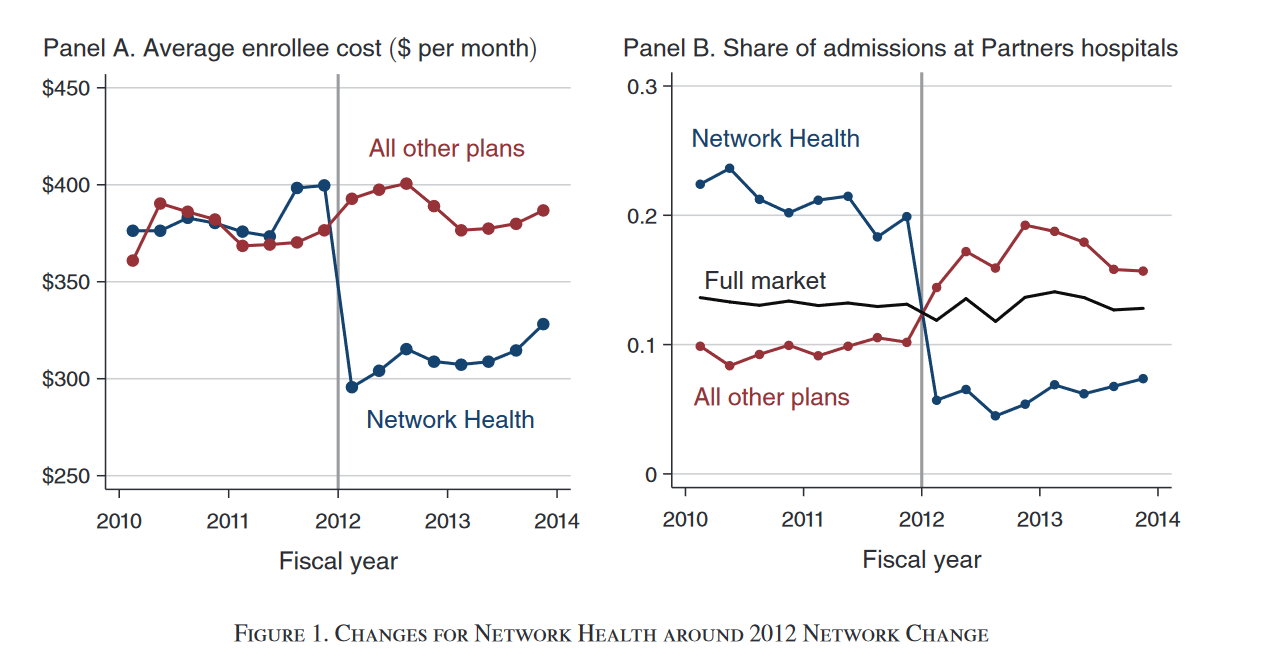 Panel A. Average enrollee cost ($ per month)
$450
$400
$350
$300
$250
All other plans
Network Health
2010 2011 2012 2013 2014
Fiscal year
Panel B. Share of admissions at Partners hospitals
0.3
0.2
0.1
0
Network Health
Full market
All other plans
2010 2011 2012 2013 2014
Fiscal year
Figure 1. Changes for Network Health around 2012 Network Change